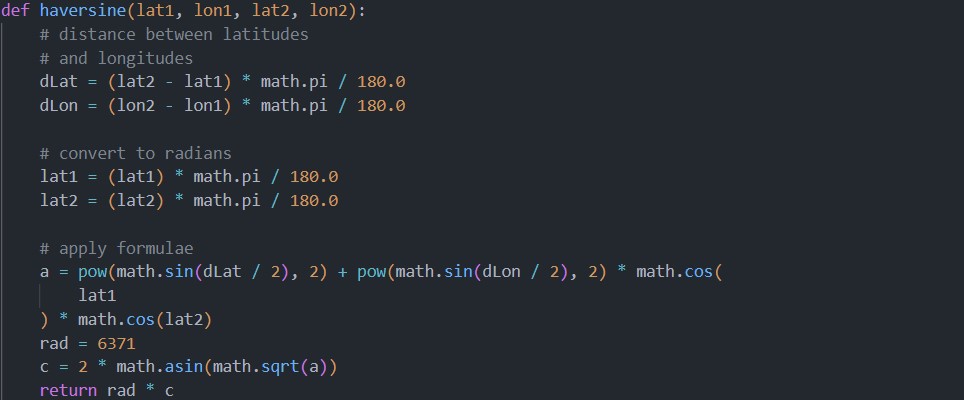 def haversine(lat1, lon1, lat2, lon2):
    # distance between latitudes
    # and longitudes
    dLat = (lat2 - lat1) * math.pi / 180.0
    dLon = (lon2 - lon1) * math.pi / 180.0

    # convert to radians
    lat1 = (lat1) * math.pi / 180.0
    lat2 = (lat2) * math.pi / 180.0

    # apply formulae
    a = pow(math.sin(dLat / 2), 2) + pow(math.sin(dLon / 2), 2) * math.cos(
        lat1
    ) * math.cos(lat2)
    rad = 6371
    c = 2 * math.asin(math.sqrt(a))
    return rad * c